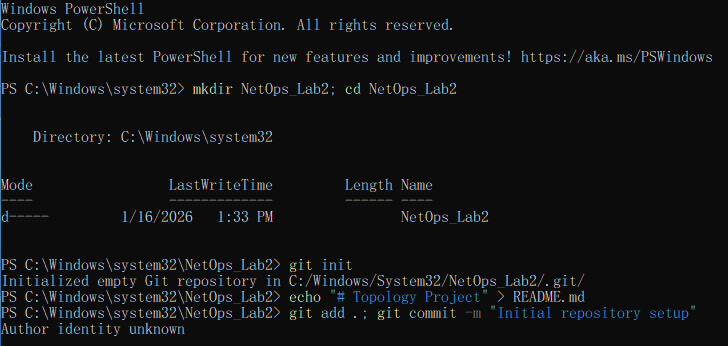 Windows PowerShell
Copyright (C) Microsoft Corporation. All rights reserved.
Install the latest PowerShell for new features and improvements! https://aka.ms/PSWindows
PS C:\Windows\system32> mkdir NetOps_Lab2; cd NetOps_Lab2
Directory: C:\Windows\system32
Mode LastWriteTime Length Name
---- ------------- ------ ----
d----- 1/16/2026 1:33 PM NetOps_Lab2
PS C:\Windows\system32\NetOps_Lab2> git init
Initialized empty Git repository in C:/Windows/System32/NetOps_Lab2/.git/
PS C:\Windows\system32\NetOps_Lab2> echo "# Topology Project" > README.md
PS C:\Windows\system32\NetOps_Lab2> git add .; git commit -m "Initial repository setup"
Author identity unknown